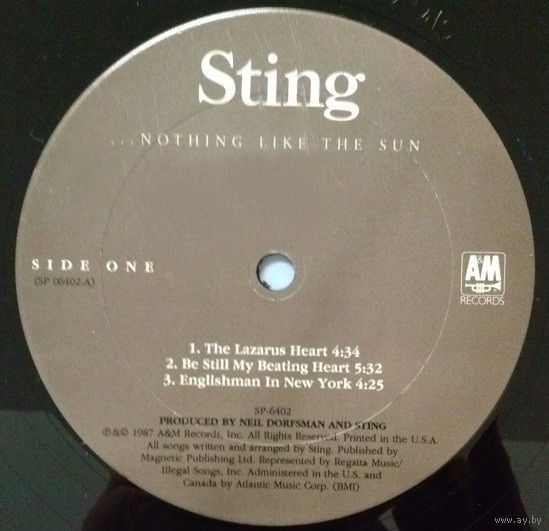 Sting
...NOTHING LIKE THE SUN
SIDE ONE
(SP 06402-A)
A&M
RECORDS
1. The Lazarus Heart 4:34
2. Be Still My Beating Heart 5:32
3. Englishman In New York 4:25
SP-6402
PRODUCED BY NEIL DORFSMAN AND STING
℗&© 1987 A&M Records, Inc. All Rights Reserved. Printed in the U.S.A.
All songs written and arranged by Sting. Published by
Magnetic Publishing Ltd. Represented by Regatta Music/
Illegal Songs, Inc. Administered in the U.S. and
Canada by Atlantic Music Corp. (BMI)
www.ay.by